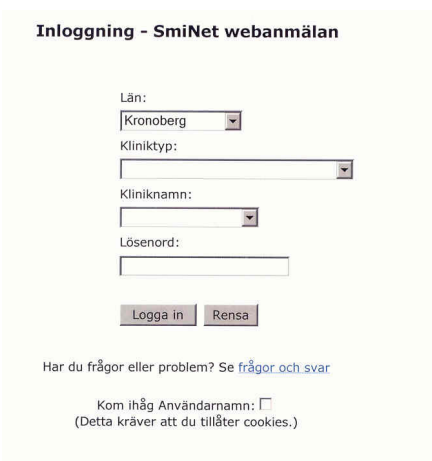 Inloggning - SmiNet webanmälan
Län:
Kronoberg
Kliniktyp:
Kliniknamn:
Lösenord:
Logga in Rensa
Har du frågor eller problem? Se frågor och svar
Kom ihåg Användarnamn:
(Detta kräver att du tillåter cookies.)